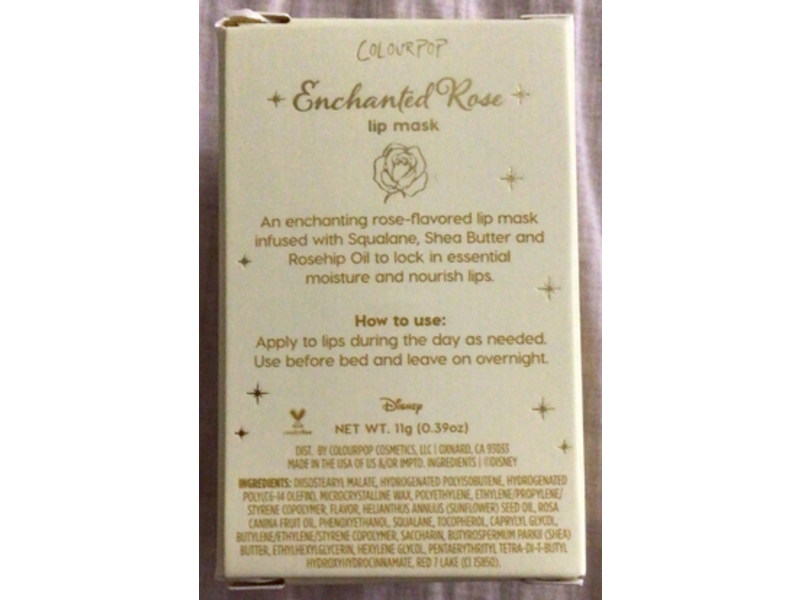 COLOURPOP
Enchanted Rose
lip mask
An enchanting rose-flavored lip mask
infused with Squalane, Shea Butter and
Rosehip Oil to lock in essential
moisture and nourish lips.
How to use:
Apply to lips during the day as needed.
Use before bed and leave on overnight.
Disney
NET WT. 11g (0.39oz)
DIST. BY COLOURPOP COSMETICS, LLC | OXNARD, CA 93033
MADE IN THE USA OF US &/OR IMPTD. INGREDIENTS | ©DISNEY
INGREDIENTS: DIISOSTEARYL MALATE, HYDROGENATED POLYISOBUTENE, HYDROGENATED
POLY(C6-14 OLEFIN), MICROCRYSTALLINE WAX, POLYETHYLENE, ETHYLENE/PROPYLENE/
STYRENE COPOLYMER, FLAVOR, HELIANTHUS ANNUUS (SUNFLOWER) SEED OIL, ROSA
CANINA FRUIT OIL, PHENOXYETHANOL, SQUALANE, TOCOPHEROL, CAPRYLYL GLYCOL,
BUTYLENE/ETHYLENE/STYRENE COPOLYMER, SACCHARIN, BUTYROSPERMUM PARKII (SHEA)
BUTTER, ETHYLHEXYLGLYCERIN, HEXYLENE GLYCOL, PENTAERYTHRITYL TETRA-DI-T-BUTYL
HYDROXYHYDROCINNAMATE, RED 7 LAKE (CI 15850).